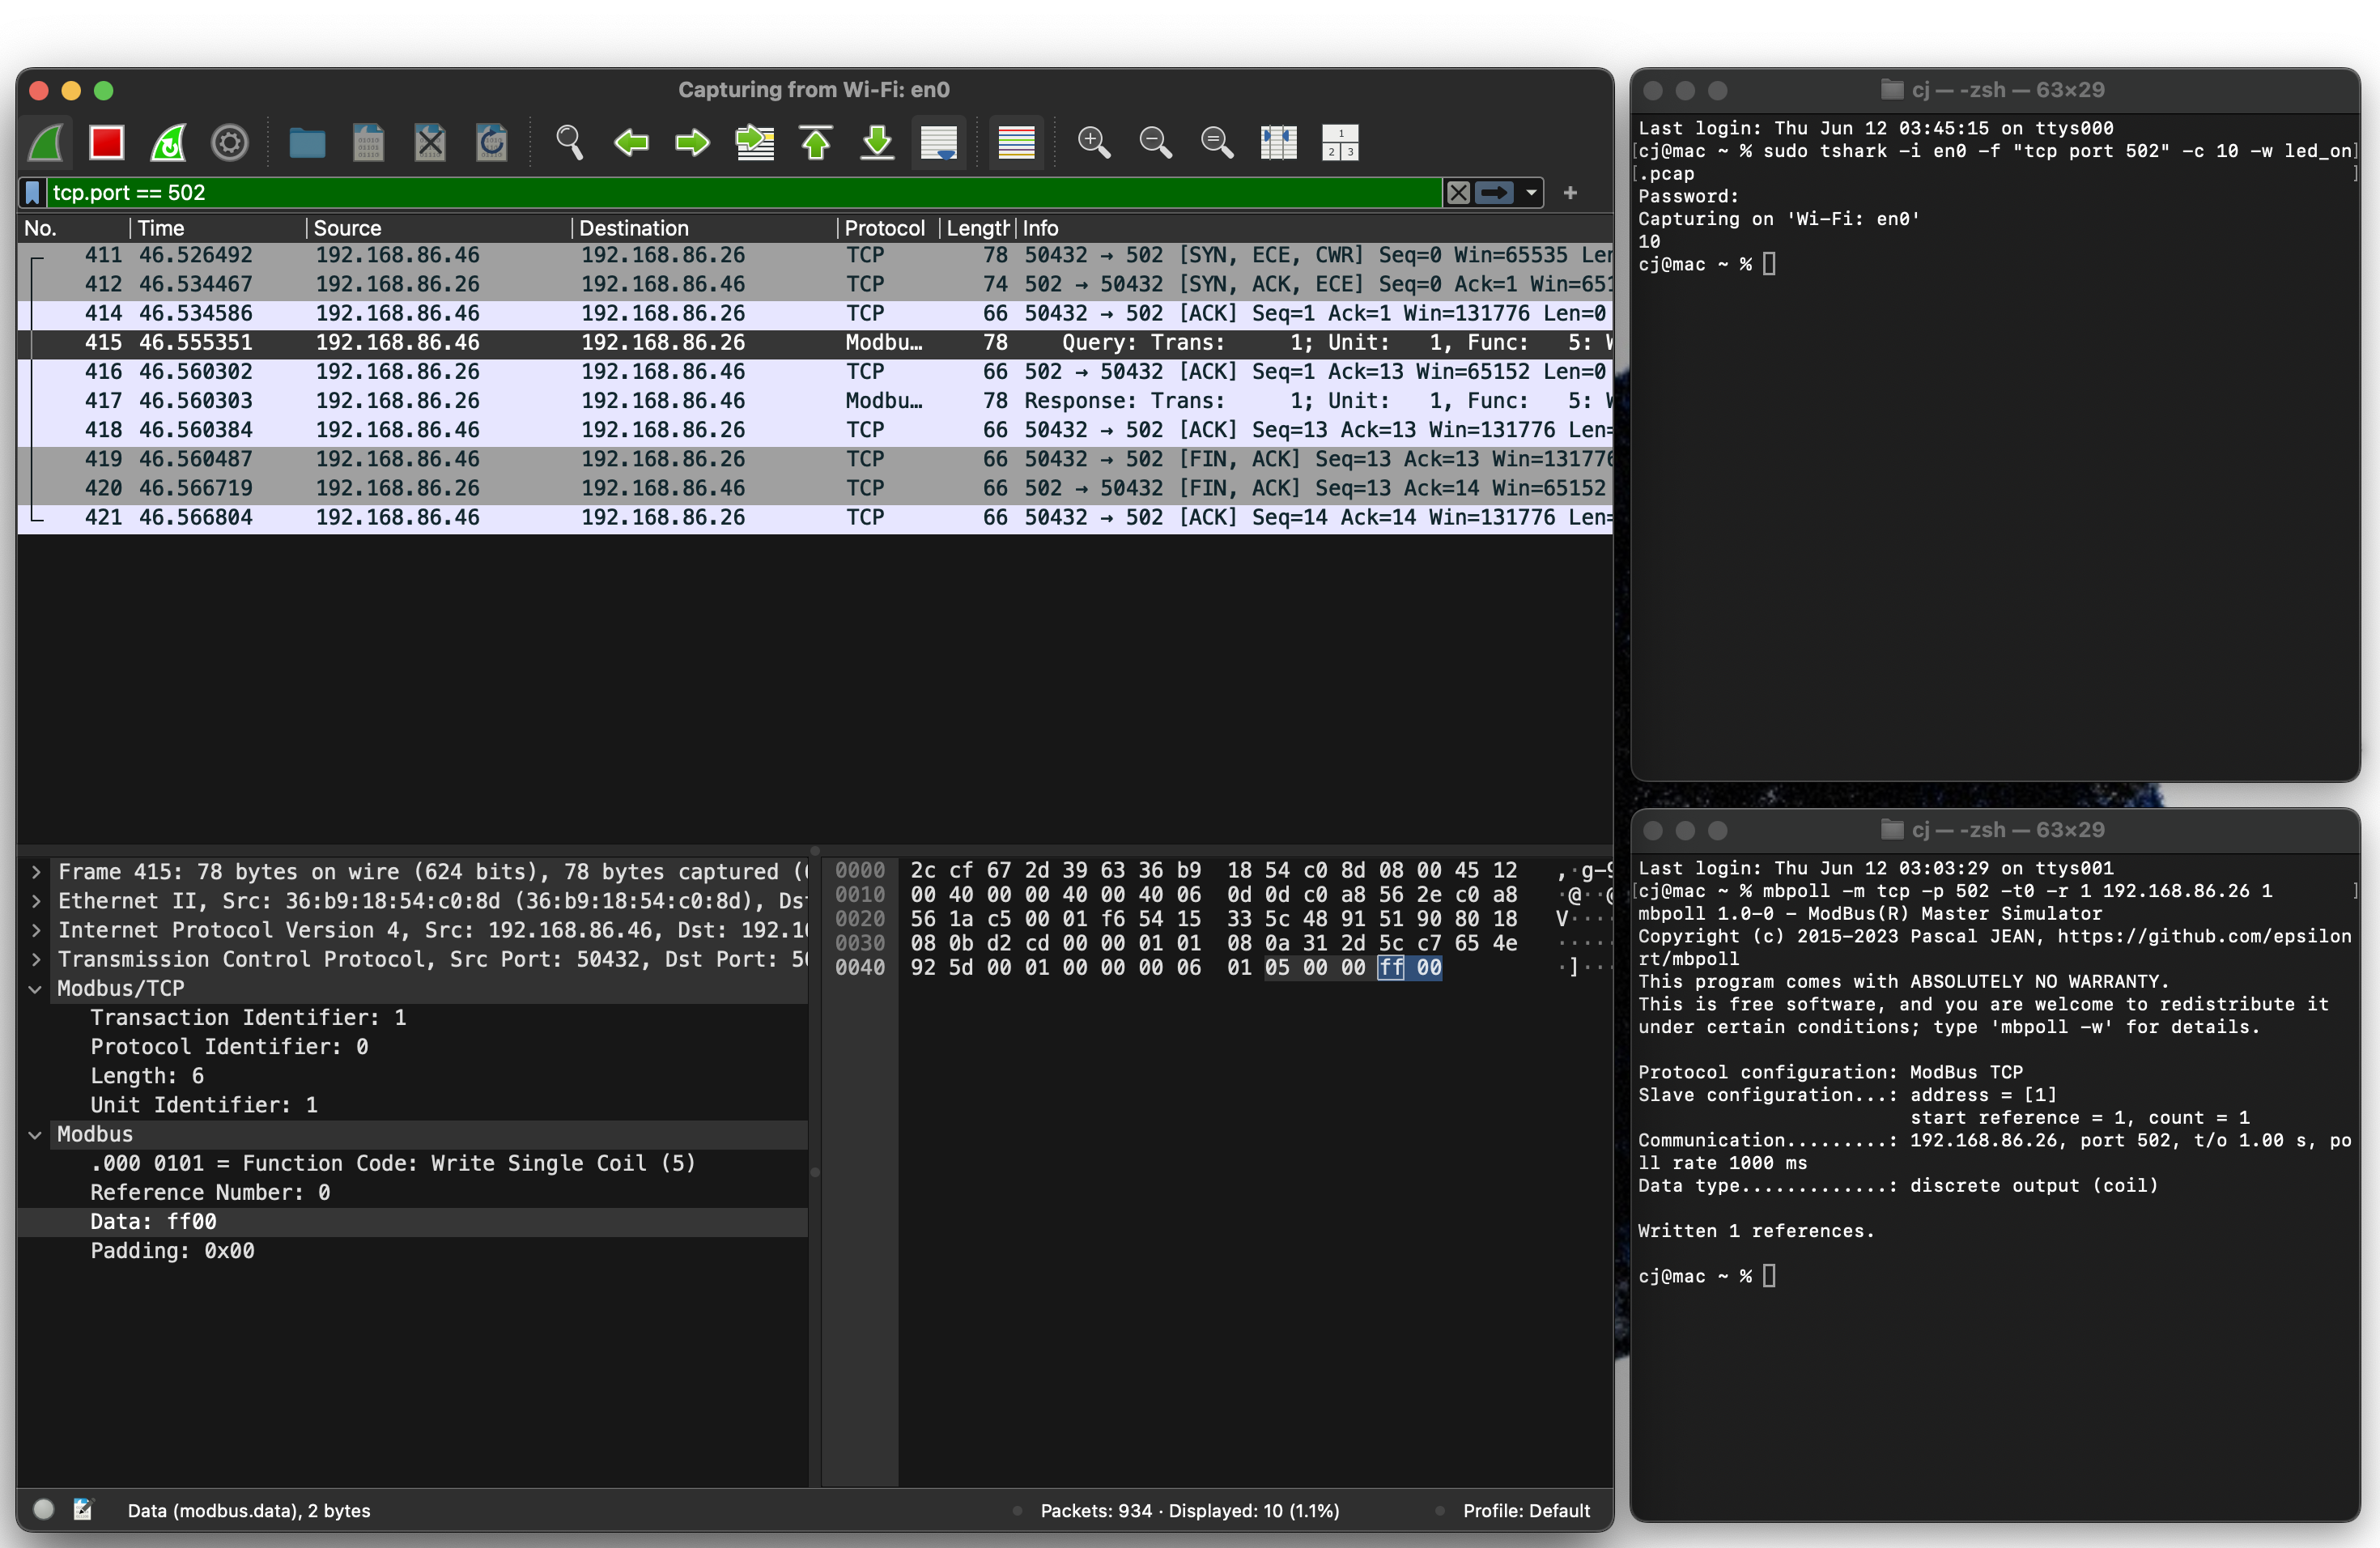 Capturing from Wi-Fi: en0
tcp.port == 502
No. Time Source Destination Protocol Length Info
411 46.526492 192.168.86.46 192.168.86.26 TCP 78 50432 → 502 [SYN, ECE, CWR] Seq=0 Win=65535 Len
412 46.534467 192.168.86.26 192.168.86.46 TCP 74 502 → 50432 [SYN, ACK, ECE] Seq=0 Ack=1 Win=651
414 46.534586 192.168.86.46 192.168.86.26 TCP 66 50432 → 502 [ACK] Seq=1 Ack=1 Win=131776 Len=0
415 46.555351 192.168.86.46 192.168.86.26 Modbu… 78 Query: Trans: 1; Unit: 1, Func: 5: W
416 46.560302 192.168.86.26 192.168.86.46 TCP 66 502 → 50432 [ACK] Seq=1 Ack=13 Win=65152 Len=0
417 46.560303 192.168.86.26 192.168.86.46 Modbu… 78 Response: Trans: 1; Unit: 1, Func: 5: W
418 46.560384 192.168.86.46 192.168.86.26 TCP 66 50432 → 502 [ACK] Seq=13 Ack=13 Win=131776 Len=
419 46.560487 192.168.86.46 192.168.86.26 TCP 66 50432 → 502 [FIN, ACK] Seq=13 Ack=13 Win=131776
420 46.566719 192.168.86.26 192.168.86.46 TCP 66 502 → 50432 [FIN, ACK] Seq=13 Ack=14 Win=65152
421 46.566804 192.168.86.46 192.168.86.26 TCP 66 50432 → 502 [ACK] Seq=14 Ack=14 Win=131776 Len=
Frame 415: 78 bytes on wire (624 bits), 78 bytes captured (
Ethernet II, Src: 36:b9:18:54:c0:8d (36:b9:18:54:c0:8d), Ds
Internet Protocol Version 4, Src: 192.168.86.46, Dst: 192.1
Transmission Control Protocol, Src Port: 50432, Dst Port: 50
Modbus/TCP
Transaction Identifier: 1
Protocol Identifier: 0
Length: 6
Unit Identifier: 1
Modbus
.000 0101 = Function Code: Write Single Coil (5)
Reference Number: 0
Data: ff00
Padding: 0x00
0000 2c cf 67 2d 39 63 36 b9 18 54 c0 8d 08 00 45 12 ,·g-9
0010 00 40 00 00 40 00 40 06 0d 0d c0 a8 56 2e c0 a8 ·@··@
0020 56 1a c5 00 01 f6 54 15 33 5c 48 91 51 90 80 18 V····
0030 08 0b d2 cd 00 00 01 01 08 0a 31 2d 5c c7 65 4e ·····
0040 92 5d 00 01 00 00 00 06 01 05 00 00 ff 00 ·]···
Data (modbus.data), 2 bytes
Packets: 934 · Displayed: 10 (1.1%)
Profile: Default
cj — -zsh — 63×29
Last login: Thu Jun 12 03:45:15 on ttys000
[cj@mac ~ % sudo tshark -i en0 -f "tcp port 502" -c 10 -w led_on]
[.pcap ]
Password:
Capturing on 'Wi-Fi: en0'
10
cj@mac ~ %
cj — -zsh — 63×29
Last login: Thu Jun 12 03:03:29 on ttys001
[cj@mac ~ % mbpoll -m tcp -p 502 -t0 -r 1 192.168.86.26 1 ]
mbpoll 1.0-0 - ModBus(R) Master Simulator
Copyright (c) 2015-2023 Pascal JEAN, https://github.com/epsilon
rt/mbpoll
This program comes with ABSOLUTELY NO WARRANTY.
This is free software, and you are welcome to redistribute it
under certain conditions; type 'mbpoll -w' for details.
Protocol configuration: ModBus TCP
Slave configuration...: address = [1]
start reference = 1, count = 1
Communication.........: 192.168.86.26, port 502, t/o 1.00 s, po
ll rate 1000 ms
Data type.............: discrete output (coil)
Written 1 references.
cj@mac ~ %